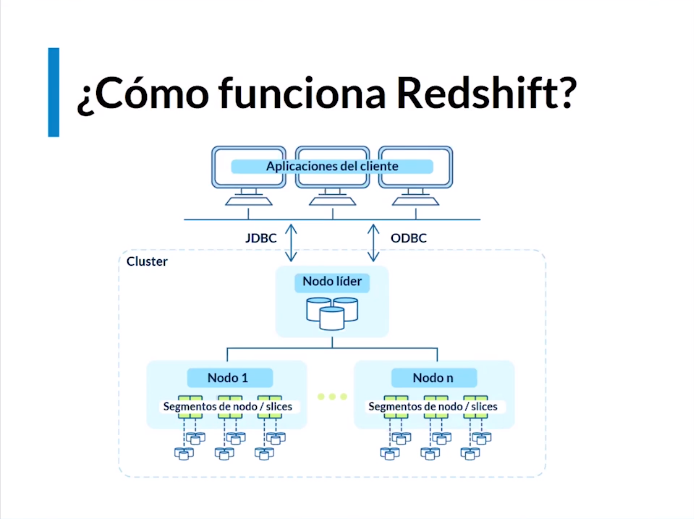 ¿Cómo funciona Redshift?
Aplicaciones del cliente
JDBC
ODBC
Cluster
Nodo líder
Nodo 1
Nodo n
Segmentos de nodo / slices
Segmentos de nodo / slices